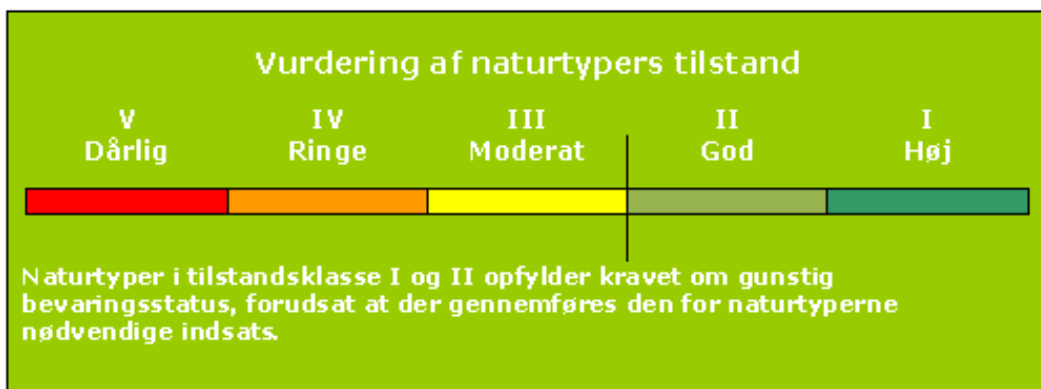 Vurdering af naturtypers tilstand
V IV III II I
Dårlig Ringe Moderat God Høj
Naturtyper i tilstandsklasse I og II opfylder kravet om gunstig
bevaringsstatus, forudsat at der gennemføres den for naturtyperne
nødvendige indsats.